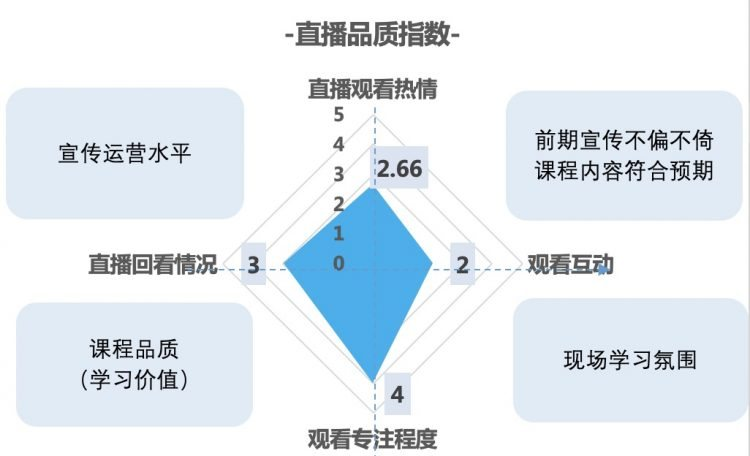 -直播品质指数-
直播观看热情
宣传运营水平
前期宣传不偏不倚
课程内容符合预期
5
4
3
2
1
0
2.66
直播回看情况
3
2
观看互动
课程品质
（学习价值）
现场学习氛围
4
观看专注程度